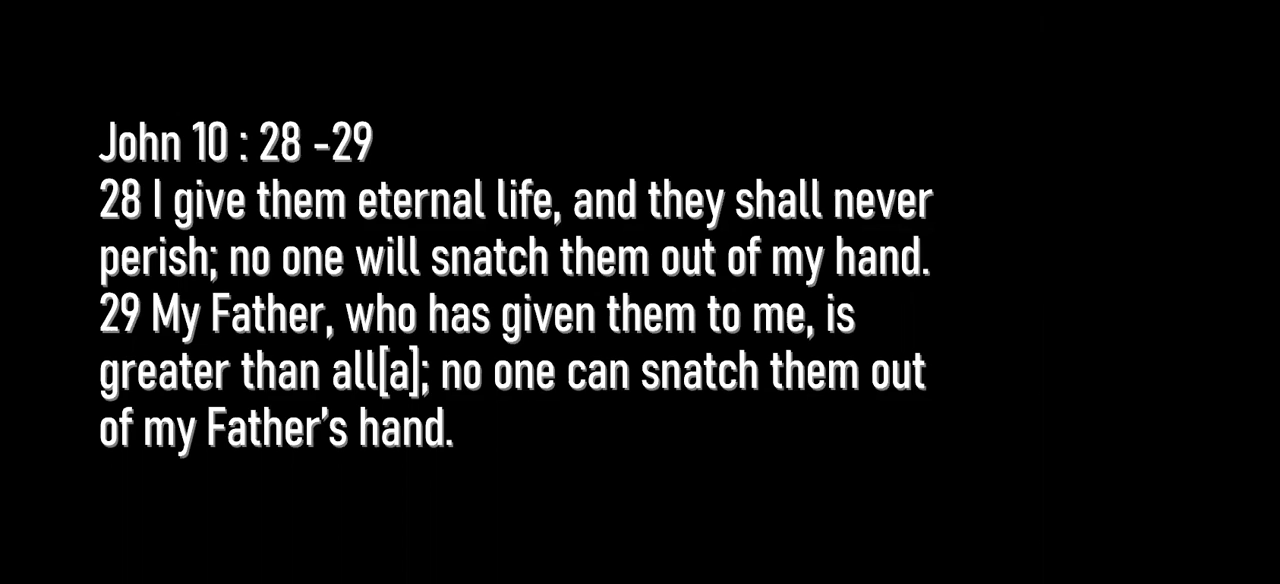 John 10 : 28 -29
28 I give them eternal life, and they shall never
perish; no one will snatch them out of my hand.
29 My Father, who has given them to me, is
greater than all[a]; no one can snatch them out
of my Father’s hand.